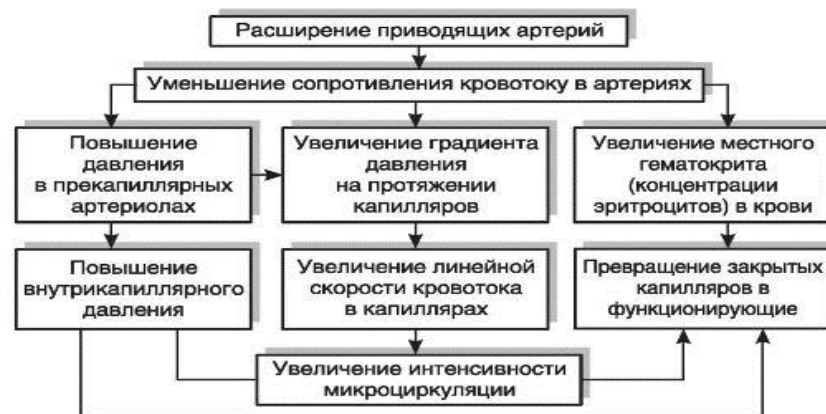 Расширение приводящих артерий
Уменьшение сопротивления кровотоку в артериях
Повышение
давления
в прекапиллярных
артериолах
Увеличение градиента
давления
на протяжении
капилляров
Увеличение местного
гематокрита
(концентрации
эритроцитов) в крови
Повышение
внутрикапиллярного
давления
Увеличение линейной
скорости кровотока
в капиллярах
Превращение закрытых
капилляров в
функционирующие
Увеличение интенсивности
микроциркуляции